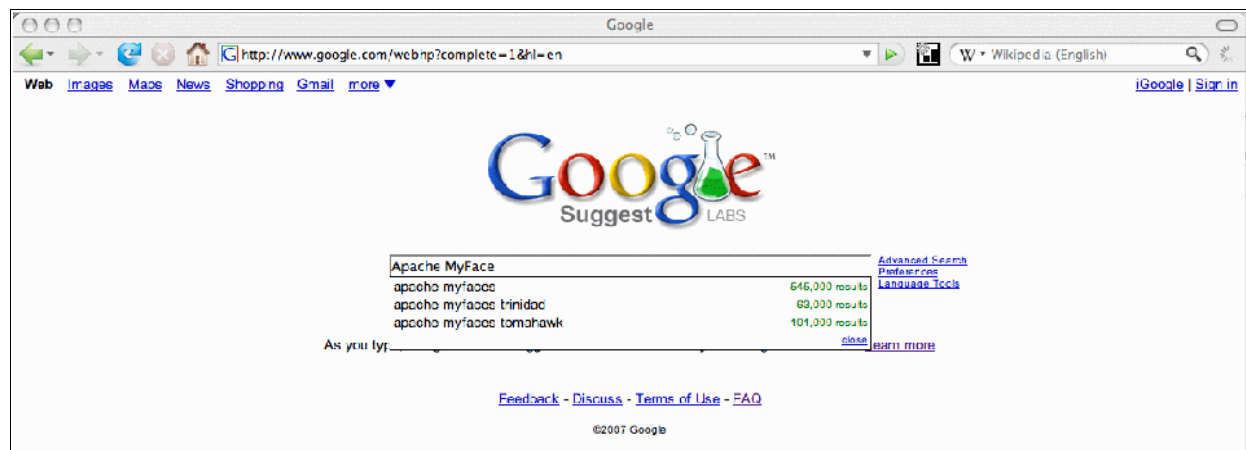 Google
http://www.google.com/webhp?complete=1&hl=en
W Wikipedia (English)
Web Images Maps News Shopping Gmail more ▼ iGoogle | Sign in
Google™
Suggest LABS
Apache MyFace
Advanced Search
Preferences
Language Tools
apache myfaces 545,000 results
apache myfaces trinidad 63,000 results
apache myfaces tomahawk 101,000 results
close
As you typ earn more
Feedback - Discuss - Terms of Use - FAQ
©2007 Google